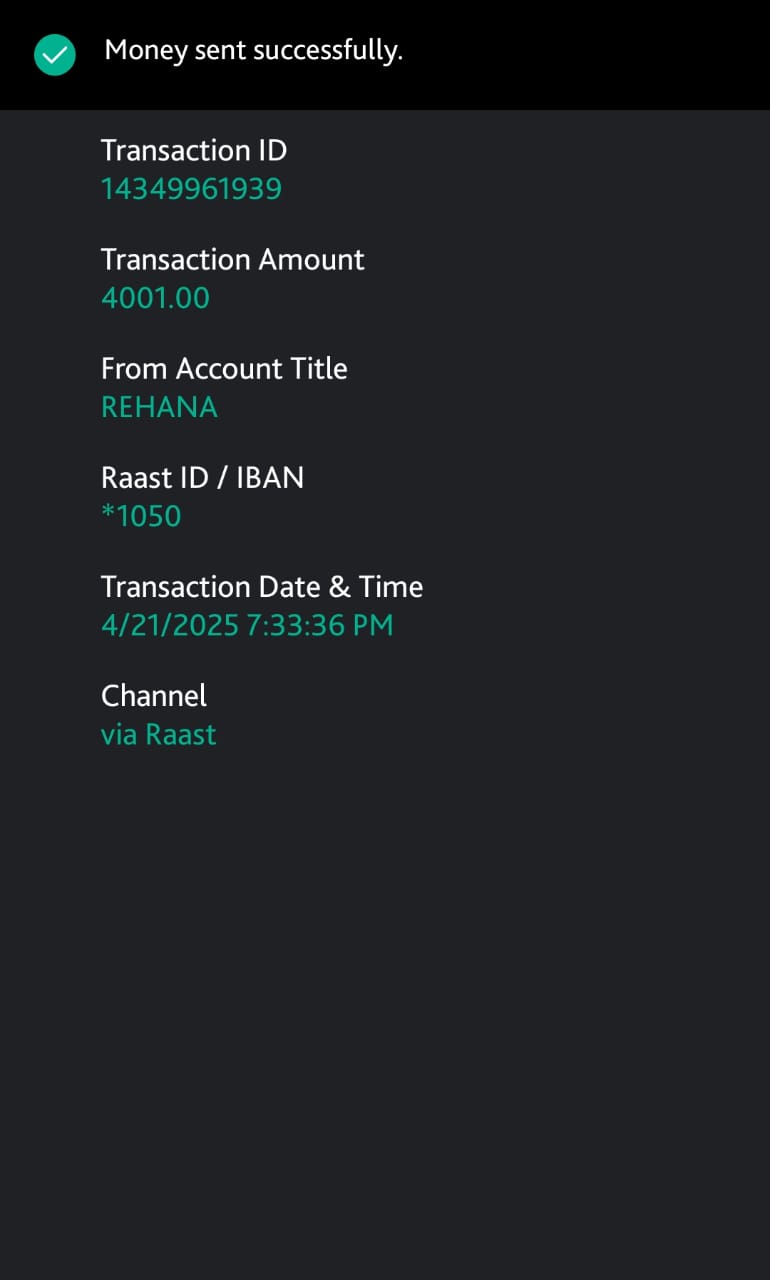 Money sent successfully.
Transaction ID
14349961939
Transaction Amount
4001.00
From Account Title
REHANA
Raast ID / IBAN
*1050
Transaction Date & Time
4/21/2025 7:33:36 PM
Channel
via Raast